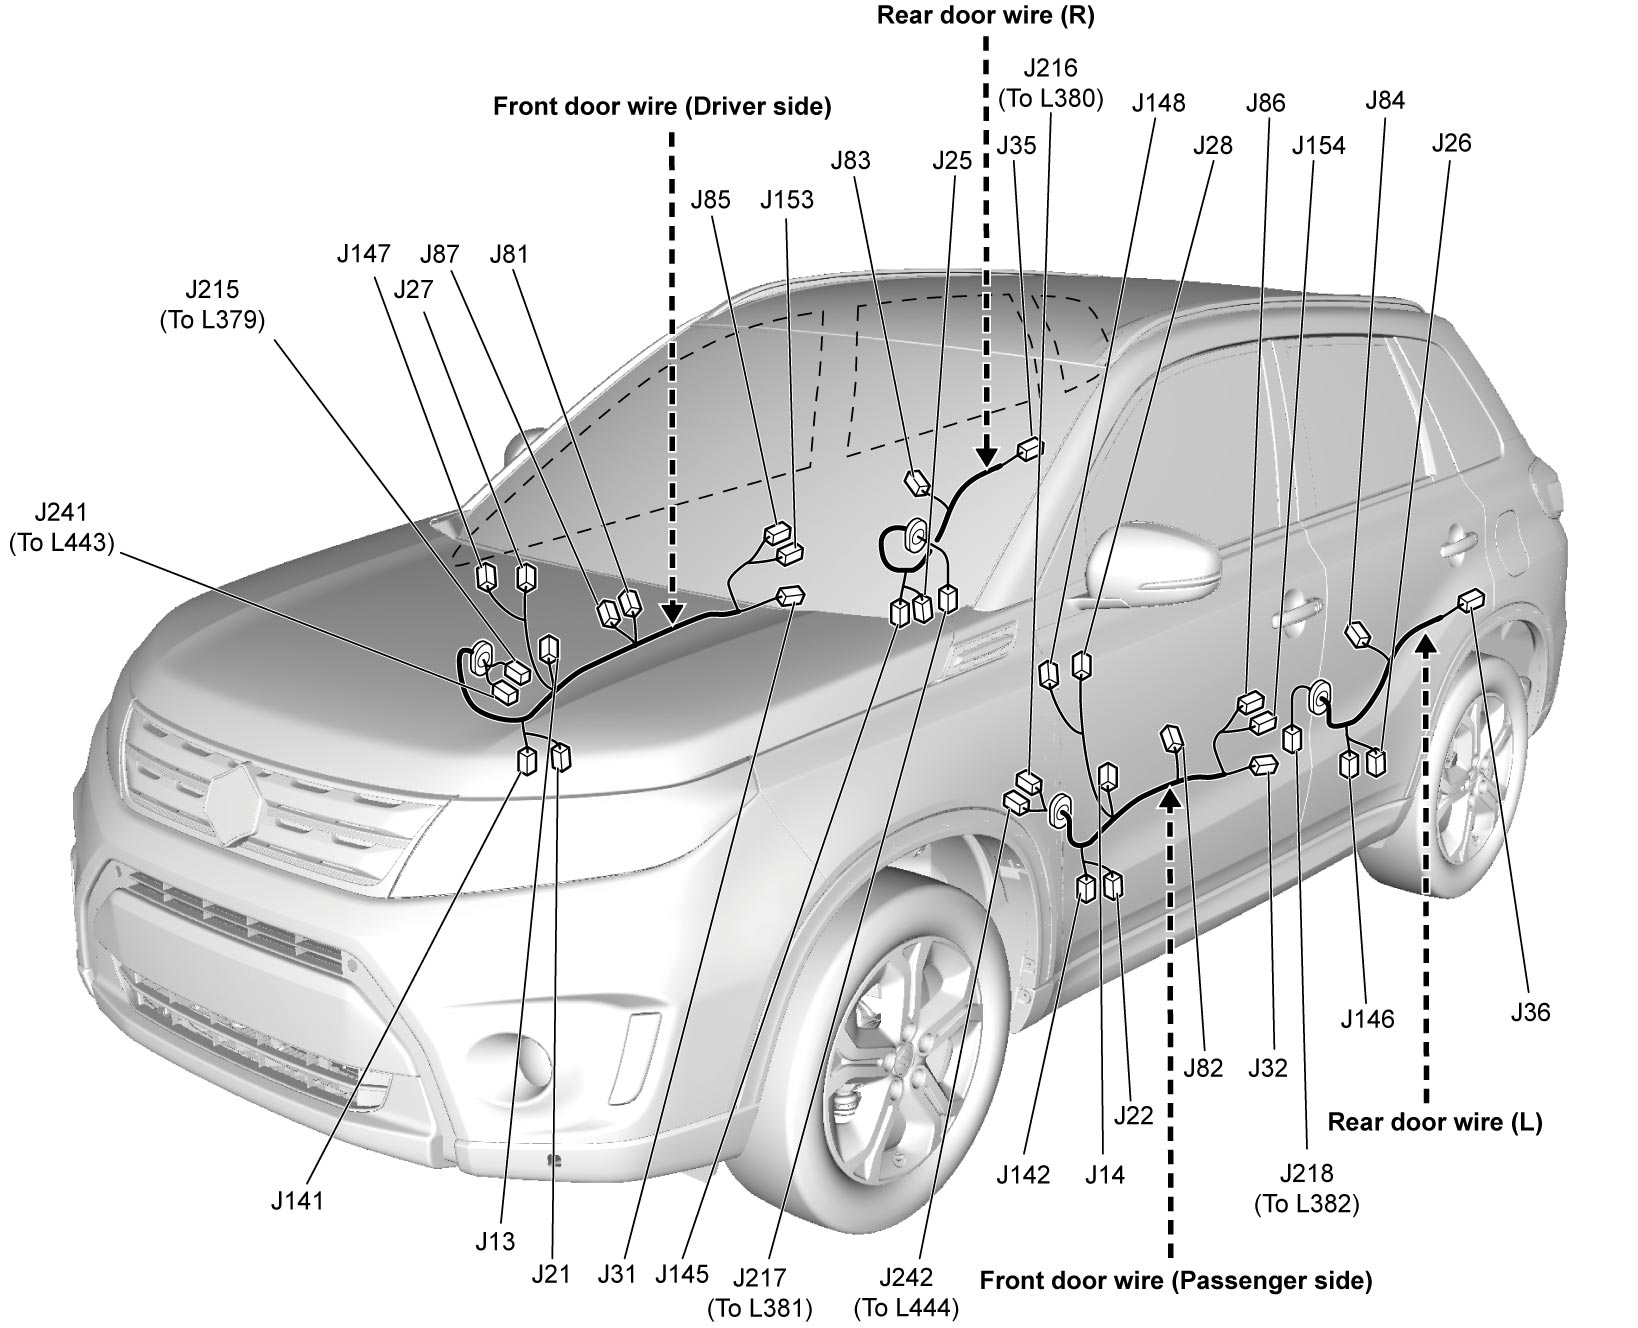 Rear door wire (R)
J216
(To L380)
Front door wire (Driver side)
J148
J86
J84
J35
J28
J154
J26
J83
J25
J85
J153
J147
J87
J81
J215
(To L379)
J27
J241
(To L443)
J146
J36
J82
J32
J22
Rear door wire (L)
J142
J14
J218
(To L382)
J141
J13
J21
J31
J145
J217
(To L381)
J242
(To L444)
Front door wire (Passenger side)